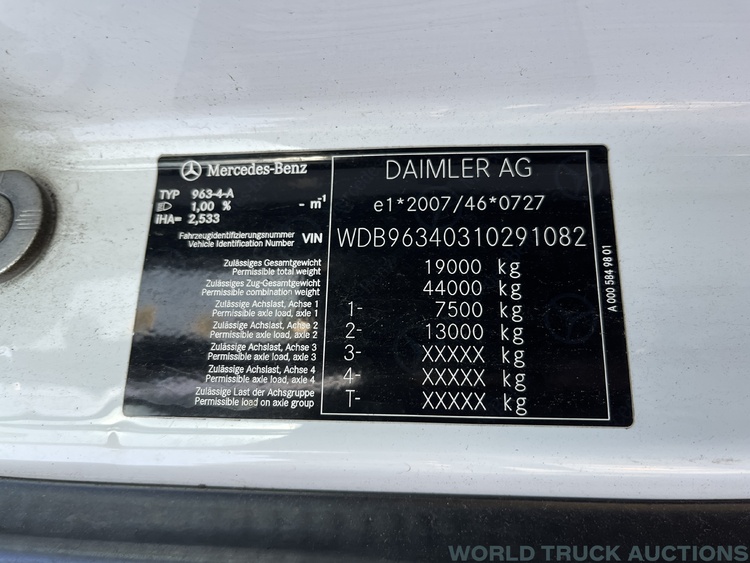 Mercedes-Benz
DAIMLER AG
TYP 963-4-A
1,00 % - m⁻¹
iHA= 2,533
e1*2007/46*0727
Fahrzeugidentifizierungsnummer
Vehicle Identification Number VIN
WDB96340310291082
Zulässiges Gesamtgewicht
Permissible total weight
19000 kg
Zulässiges Zug-Gesamtgewicht
Permissible combination weight
44000 kg
Zulässige Achslast, Achse 1
Permissible axle load, axle 1
1- 7500 kg
Zulässige Achslast, Achse 2
Permissible axle load, axle 2
2- 13000 kg
Zulässige Achslast, Achse 3
Permissible axle load, axle 3
3- XXXXX kg
Zulässige Achslast, Achse 4
Permissible axle load, axle 4
4- XXXXX kg
Zulässige Last der Achsgruppe
Permissible load on axle group
T- XXXXX kg
A 000 584 98 01
WORLD TRUCK AUCTIONS